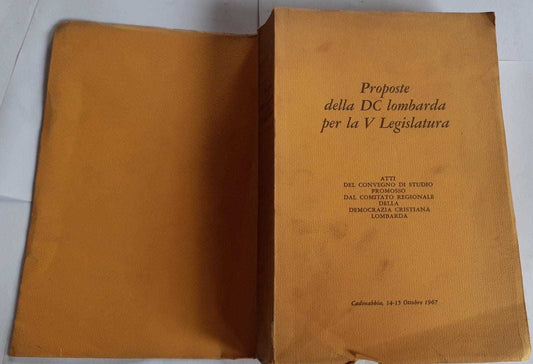 Proposte
della DC lombarda
per la V Legislatura
ATTI
DEL CONVEGNO DI STUDIO
PROMOSSO
DAL COMITATO REGIONALE
DELLA
DEMOCRAZIA CRISTIANA
LOMBARDA
Cadenabbia, 14-15 Ottobre 1967